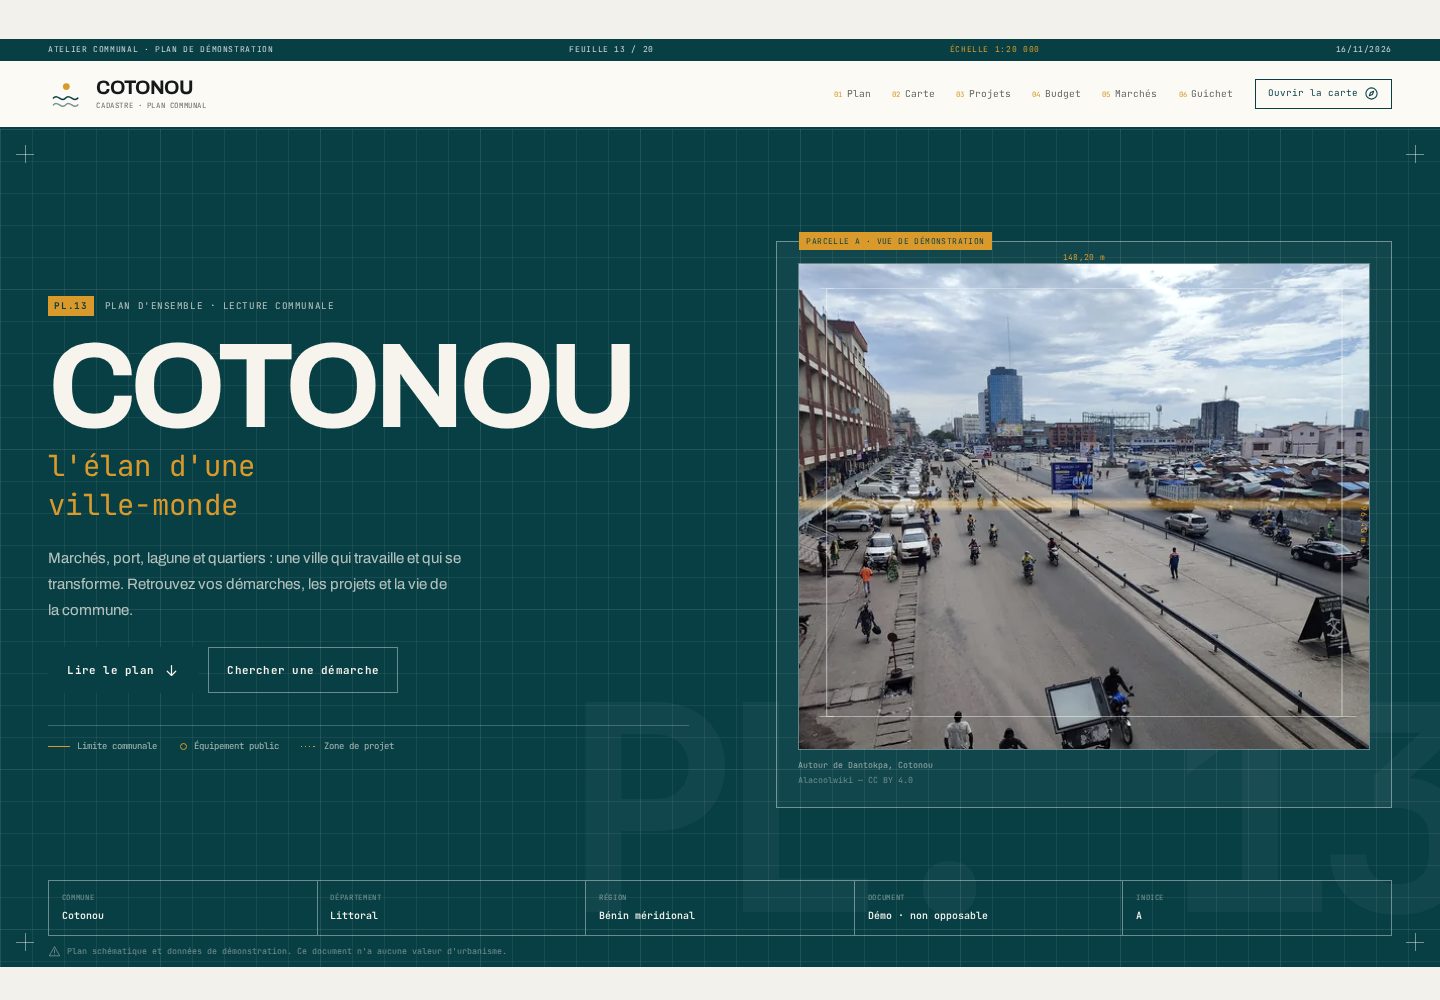 ATELIER COMMUNAL · PLAN DE DÉMONSTRATION
FEUILLE 13 / 20
ÉCHELLE 1:20 000
16/11/2026
COTONOU
CADASTRE · PLAN COMMUNAL
01 Plan
02 Carte
03 Projets
04 Budget
05 Marchés
06 Guichet
Ouvrir la carte
PL.13
PLAN D'ENSEMBLE · LECTURE COMMUNALE
COTONOU
l'élan d'une
ville-monde
Marchés, port, lagune et quartiers : une ville qui travaille et qui se
transforme. Retrouvez vos démarches, les projets et la vie de
la commune.
Lire le plan
Chercher une démarche
Limite communale
Équipement public
Zone de projet
PARCELLE A · VUE DE DÉMONSTRATION
148,20 m
Autour de Dantokpa, Cotonou
Alacoolwiki — CC BY 4.0
PL. 13
COMMUNE
Cotonou
DÉPARTEMENT
Littoral
RÉGION
Bénin méridional
DOCUMENT
Démo · non opposable
INDICE
A
Plan schématique et données de démonstration. Ce document n'a aucune valeur d'urbanisme.